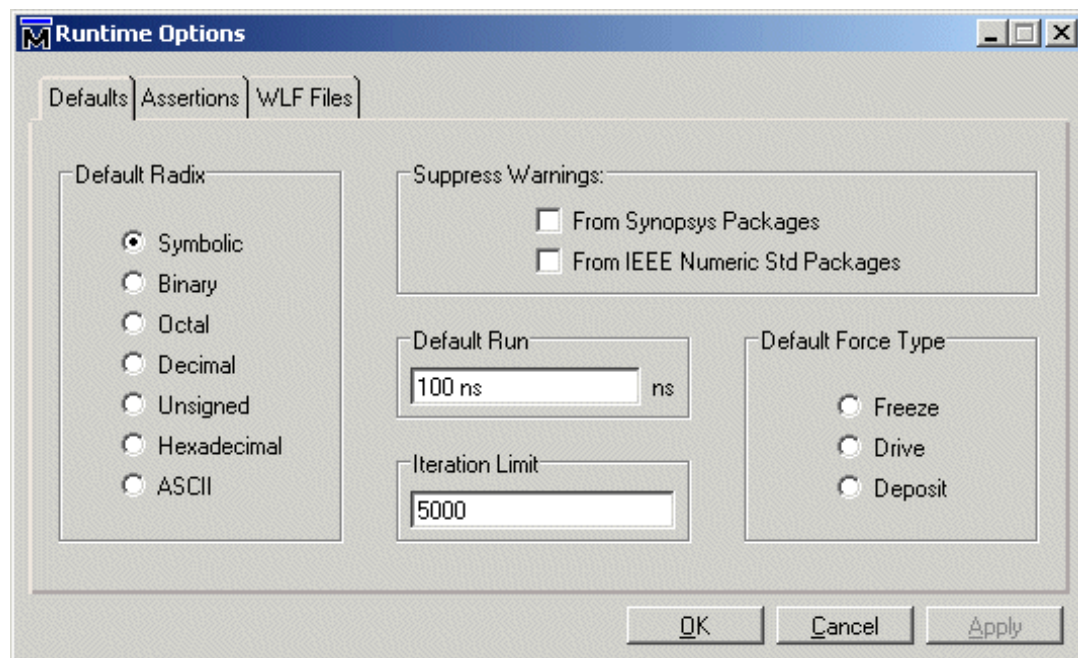 M Runtime Options
Defaults Assertions WLF Files
Default Radix
Symbolic
Binary
Octal
Decimal
Unsigned
Hexadecimal
ASCII
Suppress Warnings:
From Synopsys Packages
From IEEE Numeric Std Packages
Default Run
100 ns ns
Iteration Limit
5000
Default Force Type
Freeze
Drive
Deposit
OK Cancel Apply